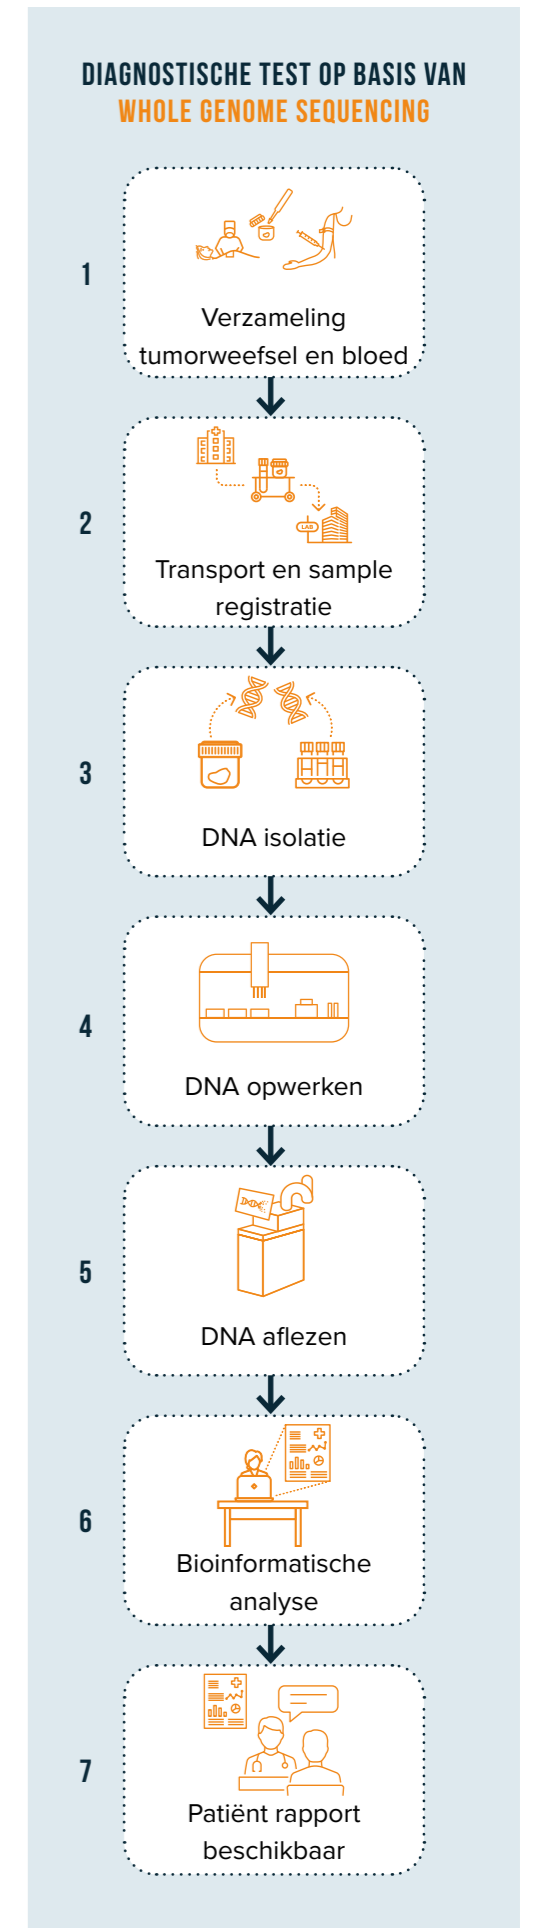 DIAGNOSTISCHE TEST OP BASIS VAN
WHOLE GENOME SEQUENCING
1
Verzameling
tumorweefsel en bloed
2
LAB
Transport en sample
registratie
3
DNA isolatie
4
DNA opwerken
5
DNA aflezen
6
Bioinformatische
analyse
7
Patiënt rapport
beschikbaar